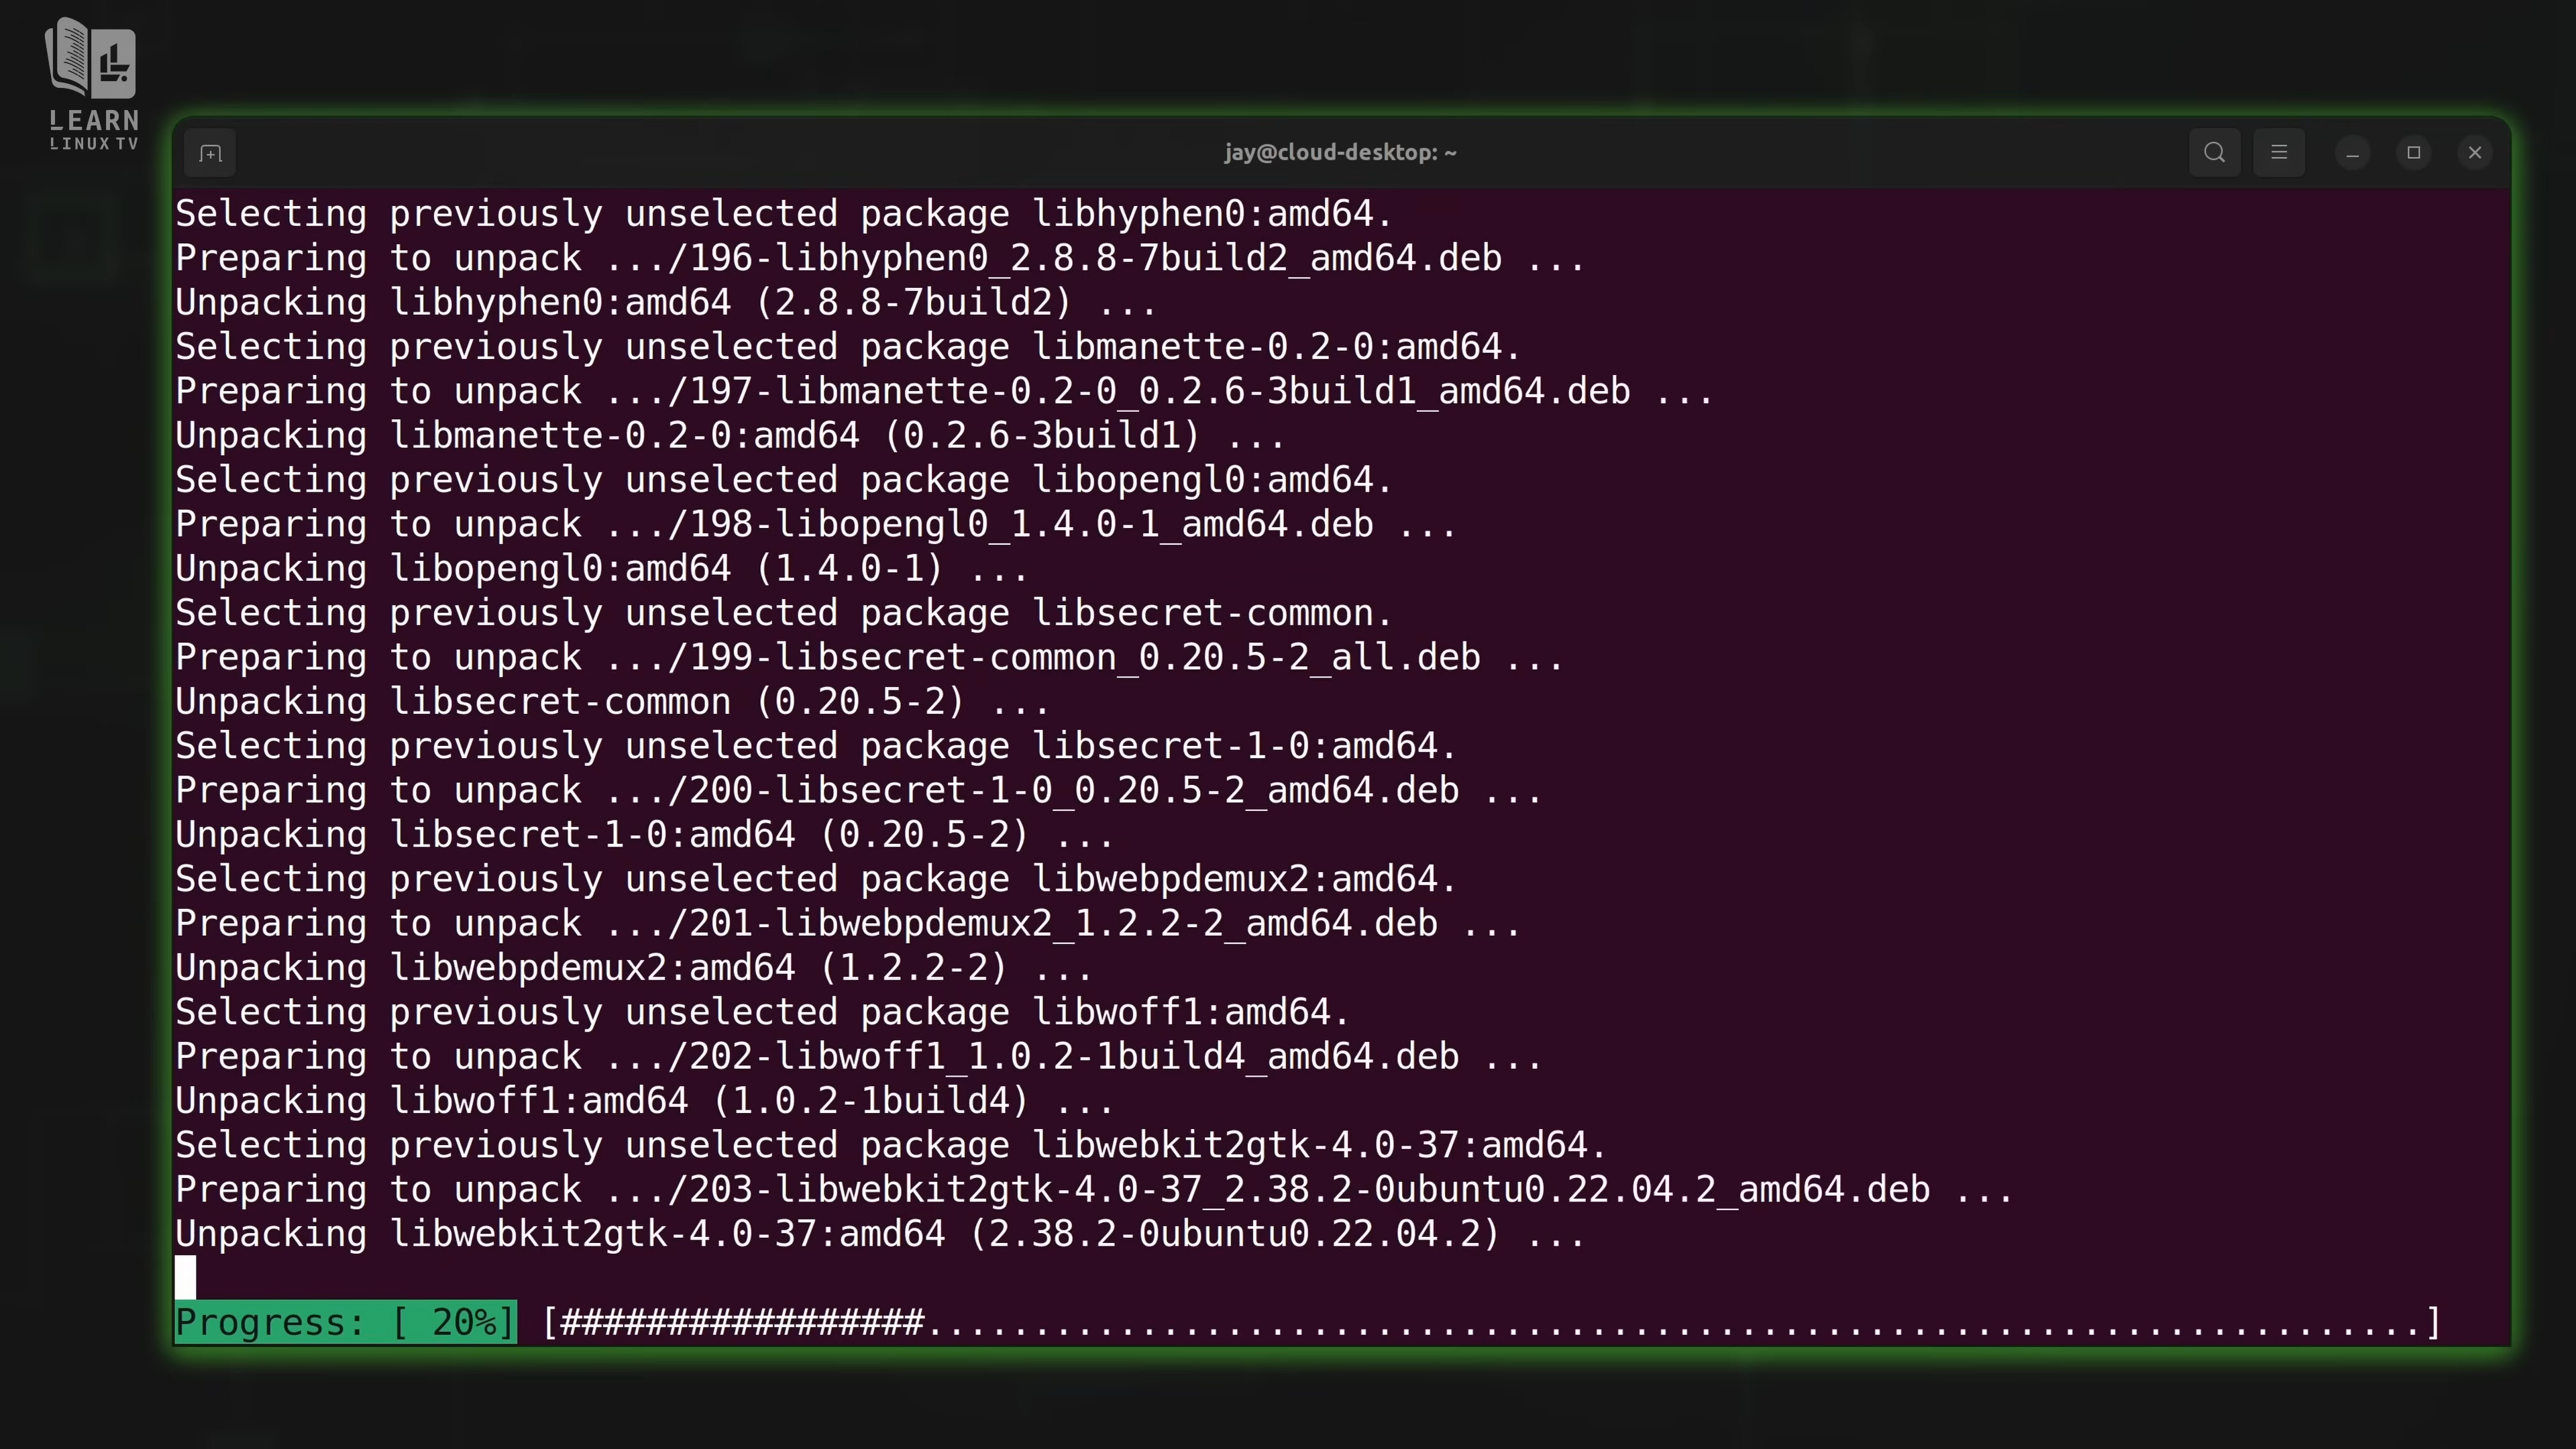 LEARN
LINUX TV
jay@cloud-desktop: ~
Selecting previously unselected package libhyphen0:amd64.
Preparing to unpack .../196-libhyphen0_2.8.8-7build2_amd64.deb ...
Unpacking libhyphen0:amd64 (2.8.8-7build2) ...
Selecting previously unselected package libmanette-0.2-0:amd64.
Preparing to unpack .../197-libmanette-0.2-0_0.2.6-3build1_amd64.deb ...
Unpacking libmanette-0.2-0:amd64 (0.2.6-3build1) ...
Selecting previously unselected package libopengl0:amd64.
Preparing to unpack .../198-libopengl0_1.4.0-1_amd64.deb ...
Unpacking libopengl0:amd64 (1.4.0-1) ...
Selecting previously unselected package libsecret-common.
Preparing to unpack .../199-libsecret-common_0.20.5-2_all.deb ...
Unpacking libsecret-common (0.20.5-2) ...
Selecting previously unselected package libsecret-1-0:amd64.
Preparing to unpack .../200-libsecret-1-0_0.20.5-2_amd64.deb ...
Unpacking libsecret-1-0:amd64 (0.20.5-2) ...
Selecting previously unselected package libwebpdemux2:amd64.
Preparing to unpack .../201-libwebpdemux2_1.2.2-2_amd64.deb ...
Unpacking libwebpdemux2:amd64 (1.2.2-2) ...
Selecting previously unselected package libwoff1:amd64.
Preparing to unpack .../202-libwoff1_1.0.2-1build4_amd64.deb ...
Unpacking libwoff1:amd64 (1.0.2-1build4) ...
Selecting previously unselected package libwebkit2gtk-4.0-37:amd64.
Preparing to unpack .../203-libwebkit2gtk-4.0-37_2.38.2-0ubuntu0.22.04.2_amd64.deb ...
Unpacking libwebkit2gtk-4.0-37:amd64 (2.38.2-0ubuntu0.22.04.2) ...
Progress: [ 20%] [#################......................................................................]